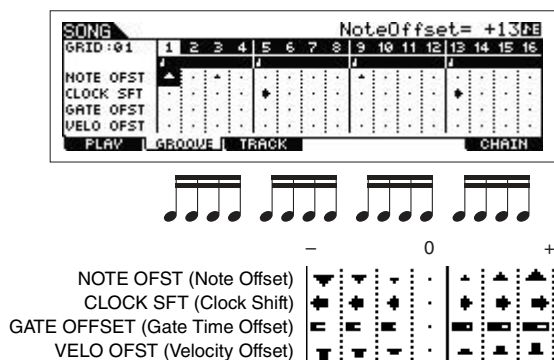 SONG NoteOffset= +13
GRID:01 1 2 3 4 5 6 7 8 9 10 11 12 13 14 15 16
NOTE OFST
CLOCK SFT
GATE OFST
VELO OFST
PLAY GROOVE TRACK CHAIN
– 0 +
NOTE OFST (Note Offset)
CLOCK SFT (Clock Shift)
GATE OFFSET (Gate Time Offset)
VELO OFST (Velocity Offset)